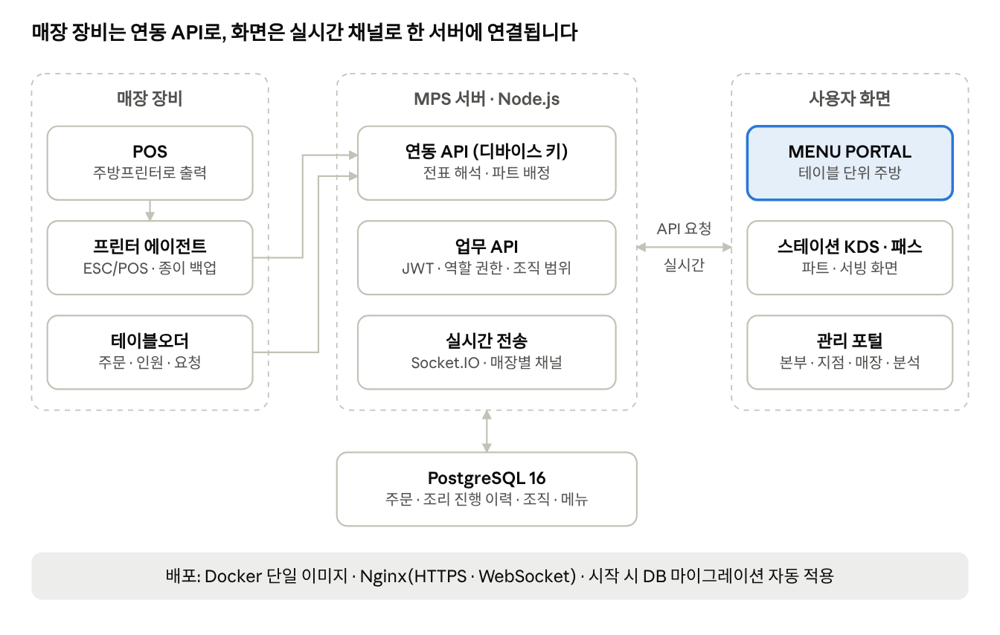 매장 장비는 연동 API로, 화면은 실시간 채널로 한 서버에 연결됩니다
매장 장비
POS
주방프린터로 출력
프린터 에이전트
ESC/POS · 종이 백업
테이블오더
주문 · 인원 · 요청
MPS 서버 · Node.js
연동 API (디바이스 키)
전표 해석 · 파트 배정
업무 API
JWT · 역할 권한 · 조직 범위
실시간 전송
Socket.IO · 매장별 채널
API 요청
실시간
사용자 화면
MENU PORTAL
테이블 단위 주방
스테이션 KDS · 패스
파트 · 서빙 화면
관리 포털
본부 · 지점 · 매장 · 분석
PostgreSQL 16
주문 · 조리 진행 이력 · 조직 · 메뉴
배포: Docker 단일 이미지 · Nginx(HTTPS · WebSocket) · 시작 시 DB 마이그레이션 자동 적용